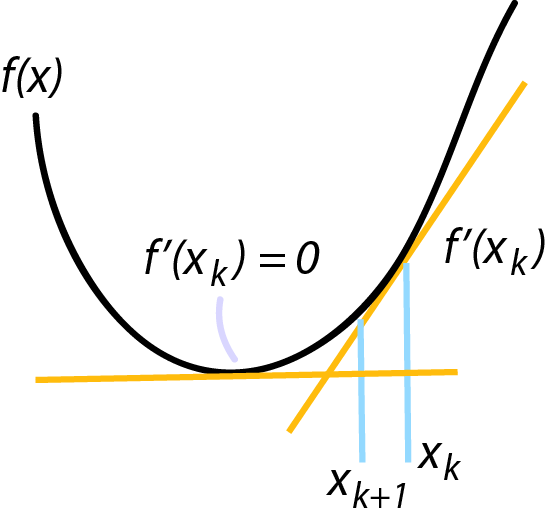 f(x)
f′(xₖ) = 0
f′(xₖ)
xₖ
xₖ₊₁